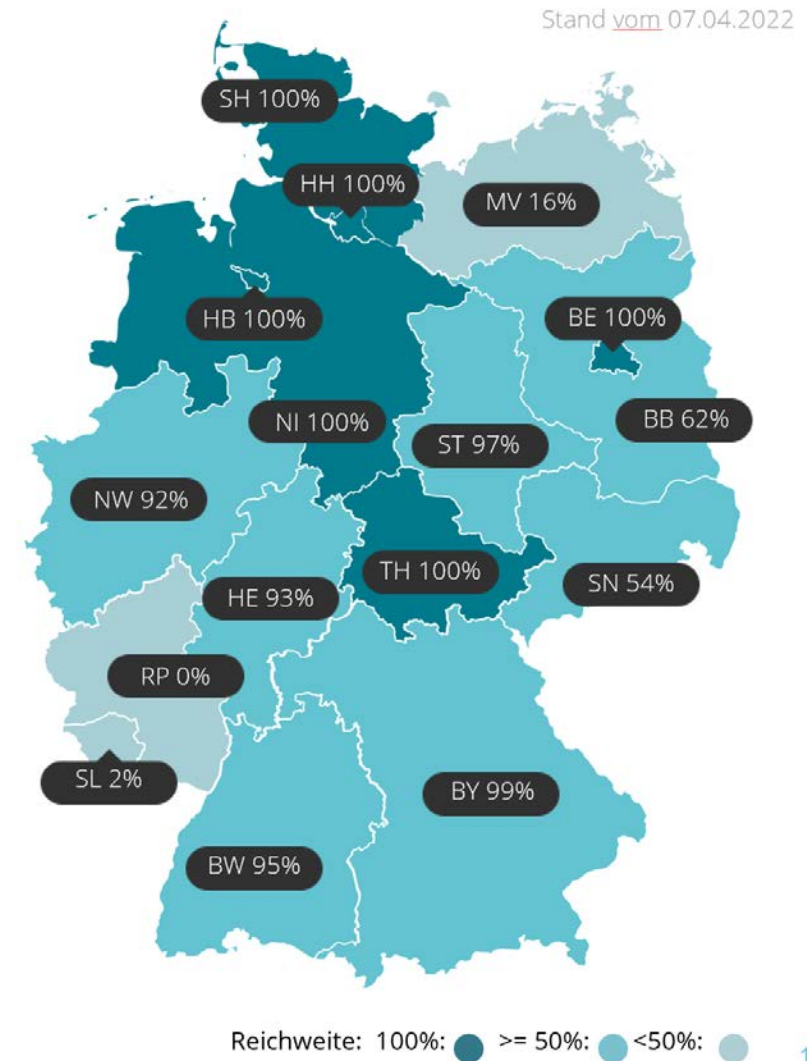 Stand vom 07.04.2022
SH 100%
HH 100%
MV 16%
HB 100%
BE 100%
NI 100%
BB 62%
ST 97%
NW 92%
TH 100%
SN 54%
HE 93%
RP 0%
SL 2%
BY 99%
BW 95%
Reichweite: 100%: >= 50%: <50%: